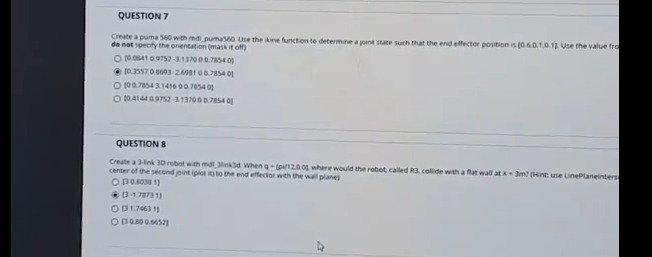 QUESTION 7
Create a puma 560 with mdl_puma560. Use the ikine function to determine a joint state such that the end effector position is [0.6,0.1,0.1]. Use the value fro
do not specify the orientation (mask it off)
[0.0841 0.9752 -3.1370 0 0.7854 0]
[0.3557 0.8693 -2.6981 0 0.7854 0]
[0 0.7854 3.1416 0 0.7854 0]
[0.4144 0.9752 -3.1370 0 0.7854 0]
QUESTION 8
Create a 3-link 3D robot with mdl_3link3d. When q = [pi/12,0,0], where would the robot, called R3, collide with a flat wall at X = 3m? (Hint: use LinePlaneInters
center of the second joint (plot it) to the end effector with the wall plane)
[3 0.8038 1]
[3 -1.7873 1]
[3 1.7463 1]
[3 0.80 0.6652]